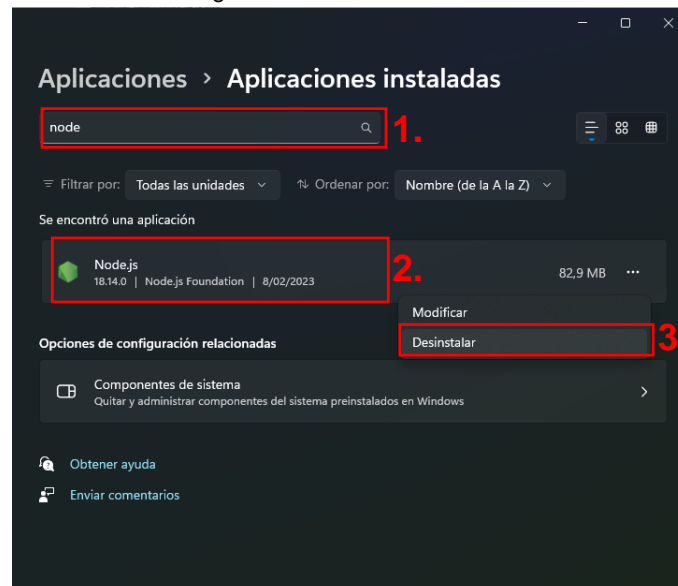 Aplicaciones > Aplicaciones instaladas
node
1.
Filtrar por: Todas las unidades
Ordenar por: Nombre (de la A la Z)
Se encontró una aplicación
Node.js
18.14.0 | Node.js Foundation | 8/02/2023
2.
82,9 MB
Modificar
Desinstalar
3
Opciones de configuración relacionadas
Componentes de sistema
Quitar y administrar componentes del sistema preinstalados en Windows
Obtener ayuda
Enviar comentarios